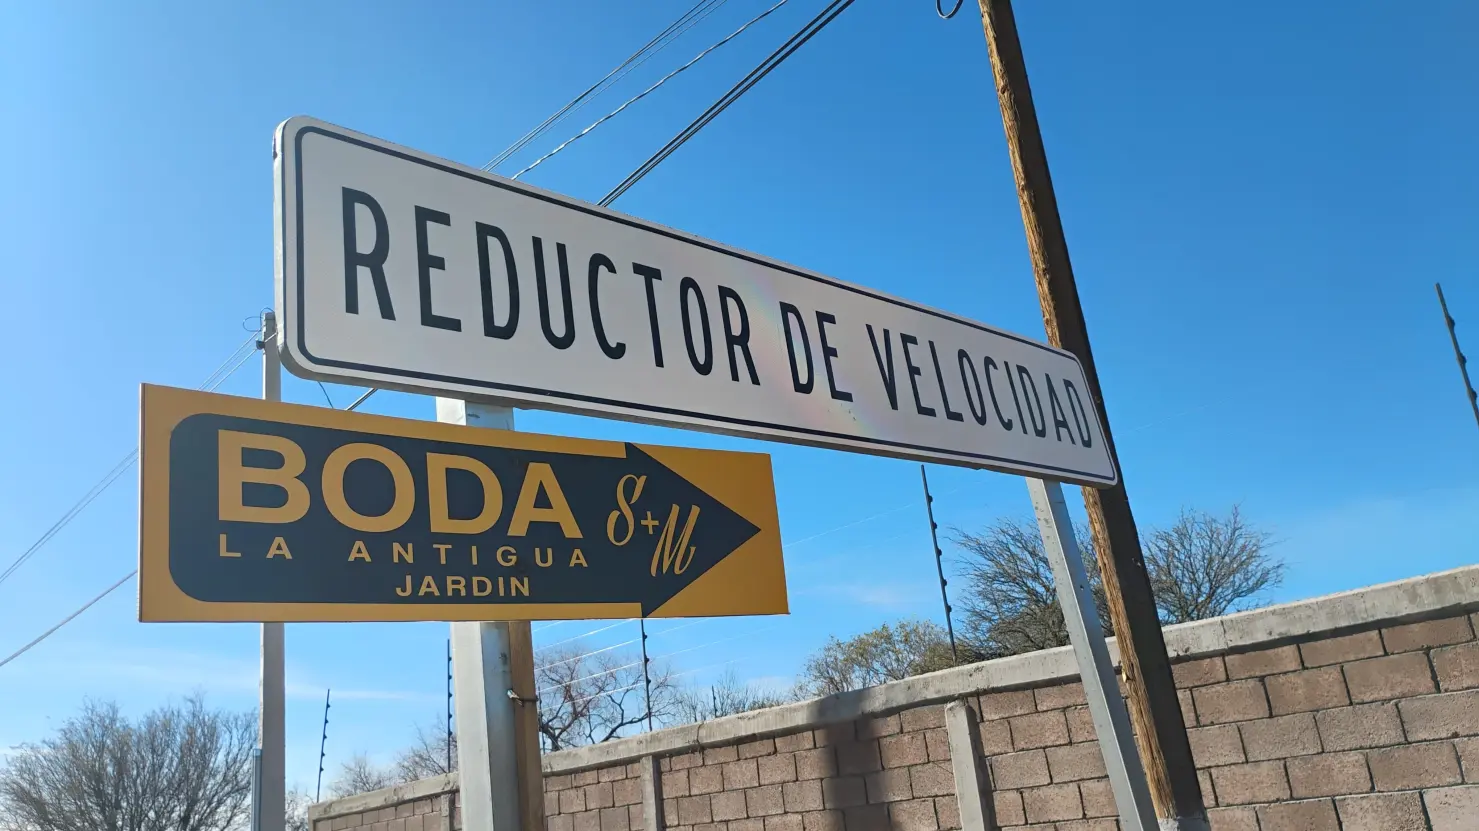 REDUCTOR DE VELOCIDAD
BODA
LA ANTIGUA
JARDIN
S+M